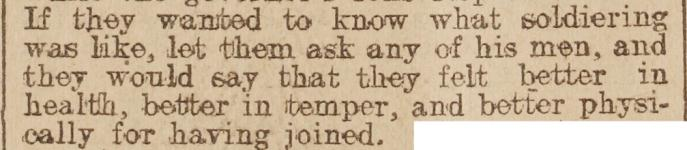 If they wanted to know what soldiering
was like, let them ask any of his men, and
they would say that they felt better in
health, better in temper, and better physi-
cally for having joined.